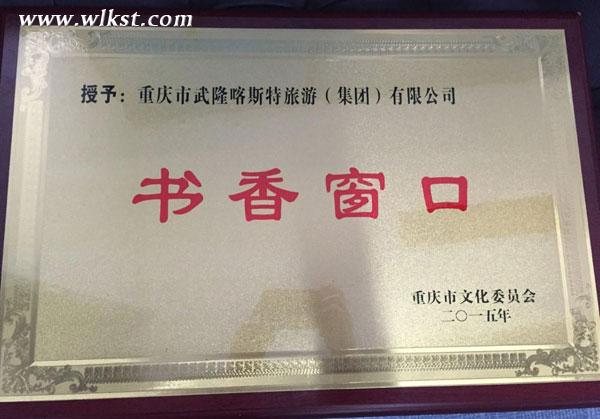 www.wlkst.com
授予：重庆市武隆喀斯特旅游（集团）有限公司
书香窗口
重庆市文化委员会
二〇一五年